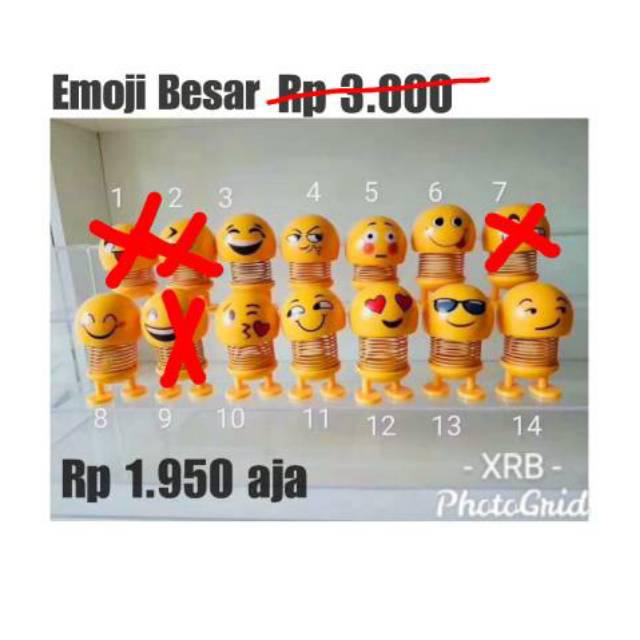 Emoji Besar Rp 3.000
1 2 3 4 5 6 7
8 9 10 11 12 13 14
Rp 1.950 aja
- XRB -
PhotoGrid